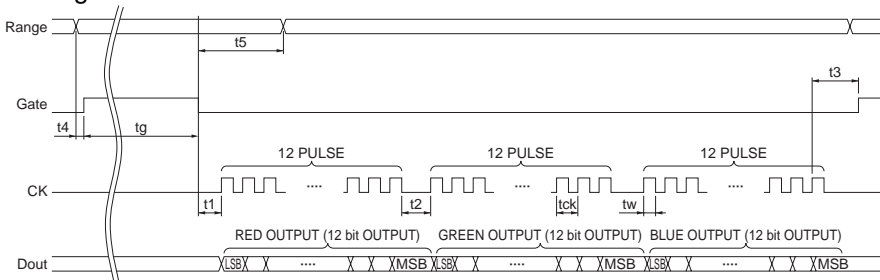 Range
t5
t3
Gate
t4
tg
12 PULSE
12 PULSE
12 PULSE
CK
t1
t2
tck
tw
RED OUTPUT (12 bit OUTPUT)
GREEN OUTPUT (12 bit OUTPUT)
BLUE OUTPUT (12 bit OUTPUT)
Dout
LSB
MSB
LSB
MSB
LSB
MSB